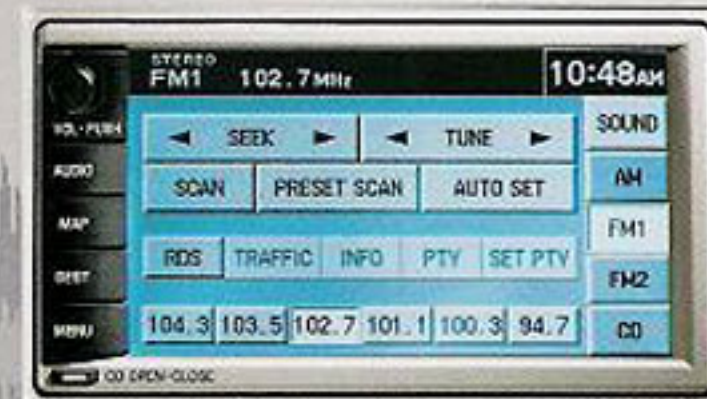 STEREO
FM1 102.7MHz 10:48AM
VOL·PUSH
AUDIO
MAP
DEST
MENU
◄ SEEK ► ◄ TUNE ►
SCAN PRESET SCAN AUTO SET
RDS TRAFFIC INFO PTY SET PTY
104.3 103.5 102.7 101.1 100.3 94.7
SOUND
AM
FM1
FM2
CD
CD OPEN·CLOSE